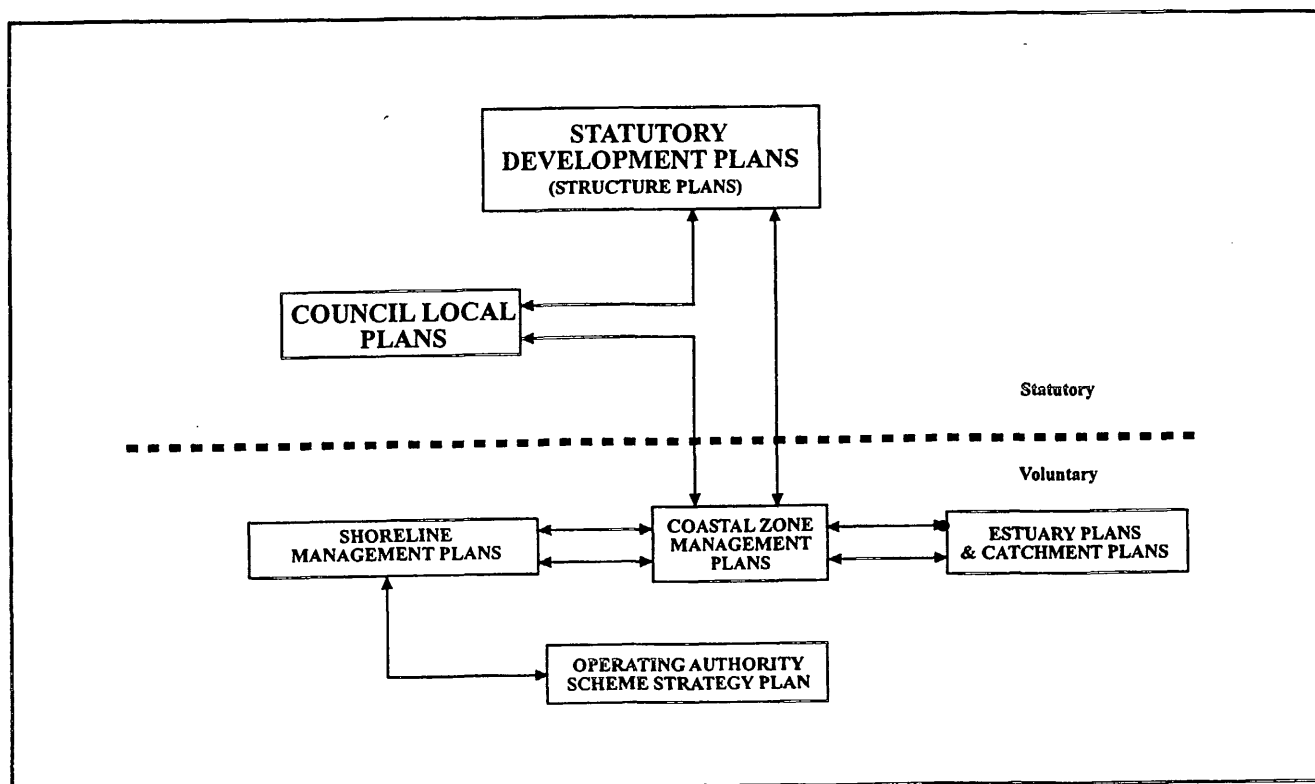 STATUTORY
DEVELOPMENT PLANS
(STRUCTURE PLANS)
COUNCIL LOCAL
PLANS
Statutory
Voluntary
SHORELINE
MANAGEMENT PLANS
COASTAL ZONE
MANAGEMENT
PLANS
ESTUARY PLANS
& CATCHMENT PLANS
OPERATING AUTHORITY
SCHEME STRATEGY PLAN